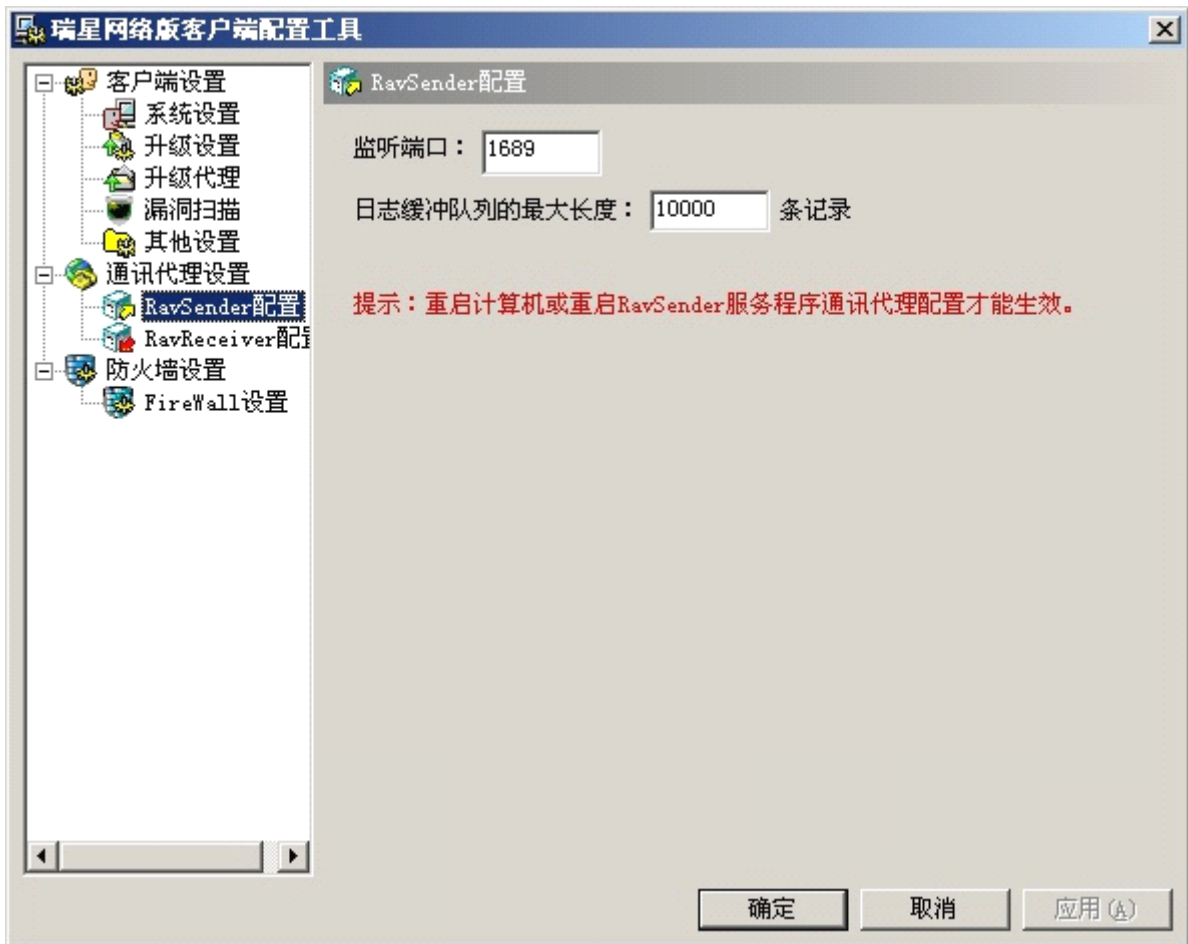 瑞星网络版客户端配置工具
客户端设置
系统设置
升级设置
升级代理
漏洞扫描
其他设置
通讯代理设置
RavSender配置
RavReceiver配
防火墙设置
FireWall设置
RavSender配置
监听端口： 1689
日志缓冲队列的最大长度： 10000 条记录
提示：重启计算机或重启RavSender服务程序通讯代理配置才能生效。
确定 取消 应用(A)